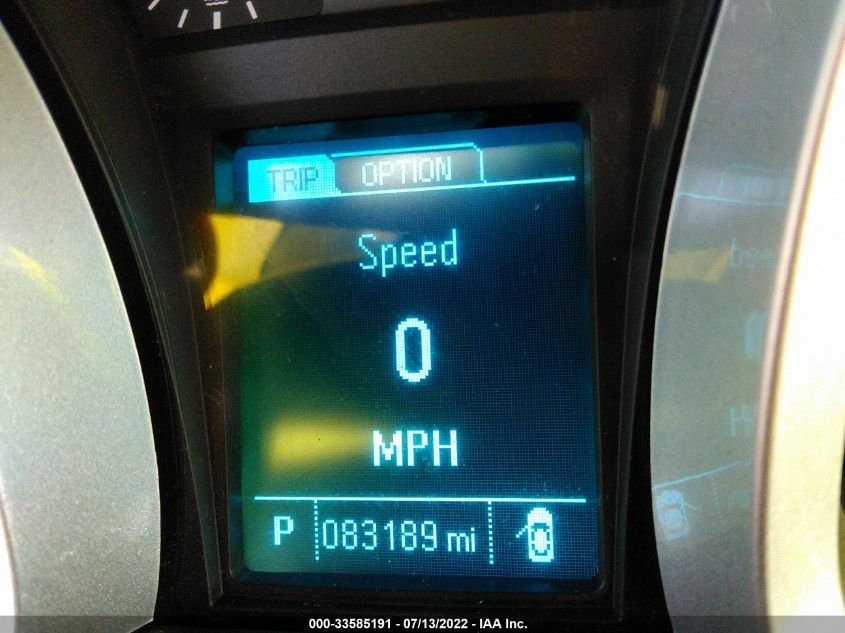 TRIP OPTION
Speed
0
MPH
P 083189 mi
000-33585191 - 07/13/2022 - IAA Inc.